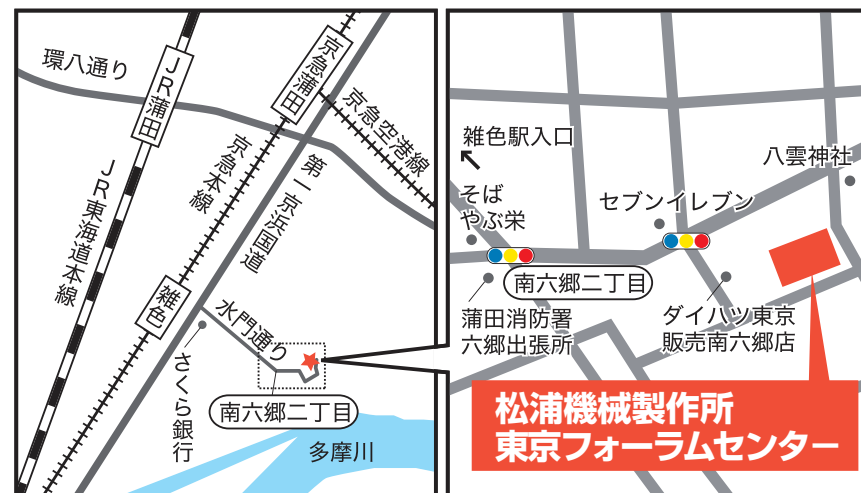 環八通り
JR蒲田
京急蒲田
京急空港線
京急本線
第一京浜国道
JR東海道本線
雑色
水門通り
さくら銀行
南六郷二丁目
多摩川
雑色駅入口
八雲神社
そば
やぶ栄
セブンイレブン
南六郷二丁目
蒲田消防署
六郷出張所
ダイハツ東京
販売南六郷店
松浦機械製作所
東京フォーラムセンター